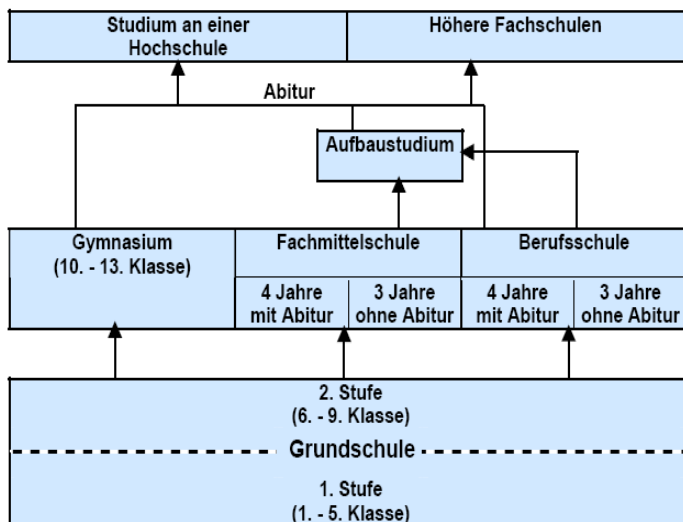 Studium an einer
Hochschule
Höhere Fachschulen
Abitur
Aufbaustudium
Gymnasium
(10. - 13. Klasse)
Fachmittelschule
Berufsschule
4 Jahre
mit Abitur
3 Jahre
ohne Abitur
4 Jahre
mit Abitur
3 Jahre
ohne Abitur
2. Stufe
(6. - 9. Klasse)
Grundschule
1. Stufe
(1. - 5. Klasse)